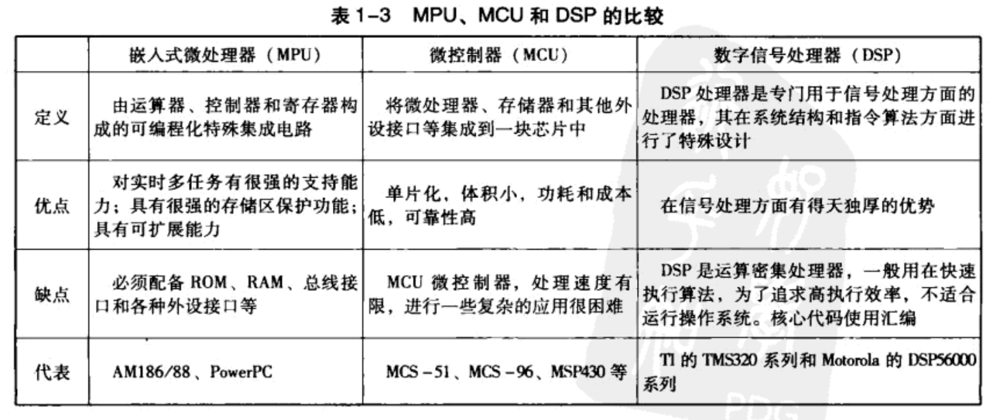 表 1-3 MPU、MCU 和 DSP 的比较
嵌入式微处理器（MPU）
微控制器（MCU）
数字信号处理器（DSP）
定义
由运算器、控制器和寄存器构
成的可编程化特殊集成电路
将微处理器、存储器和其他外
设接口等集成到一块芯片中
DSP 处理器是专门用于信号处理方面的
处理器，其在系统结构和指令算法方面进
行了特殊设计
优点
对实时多任务有很强的支持能
力；具有很强的存储区保护功能；
具有可扩展能力
单片化，体积小，功耗和成本
低，可靠性高
在信号处理方面有得天独厚的优势
缺点
必须配备 ROM、RAM、总线接
口和各种外设接口等
MCU 微控制器，处理速度有
限，进行一些复杂的应用很困难
DSP 是运算密集处理器，一般用在快速
执行算法，为了追求高执行效率，不适合
运行操作系统。核心代码使用汇编
代表
AM186/88、PowerPC
MCS-51、MCS-96、MSP430 等
TI 的 TMS320 系列和 Motorola 的 DSP56000
系列
PDG